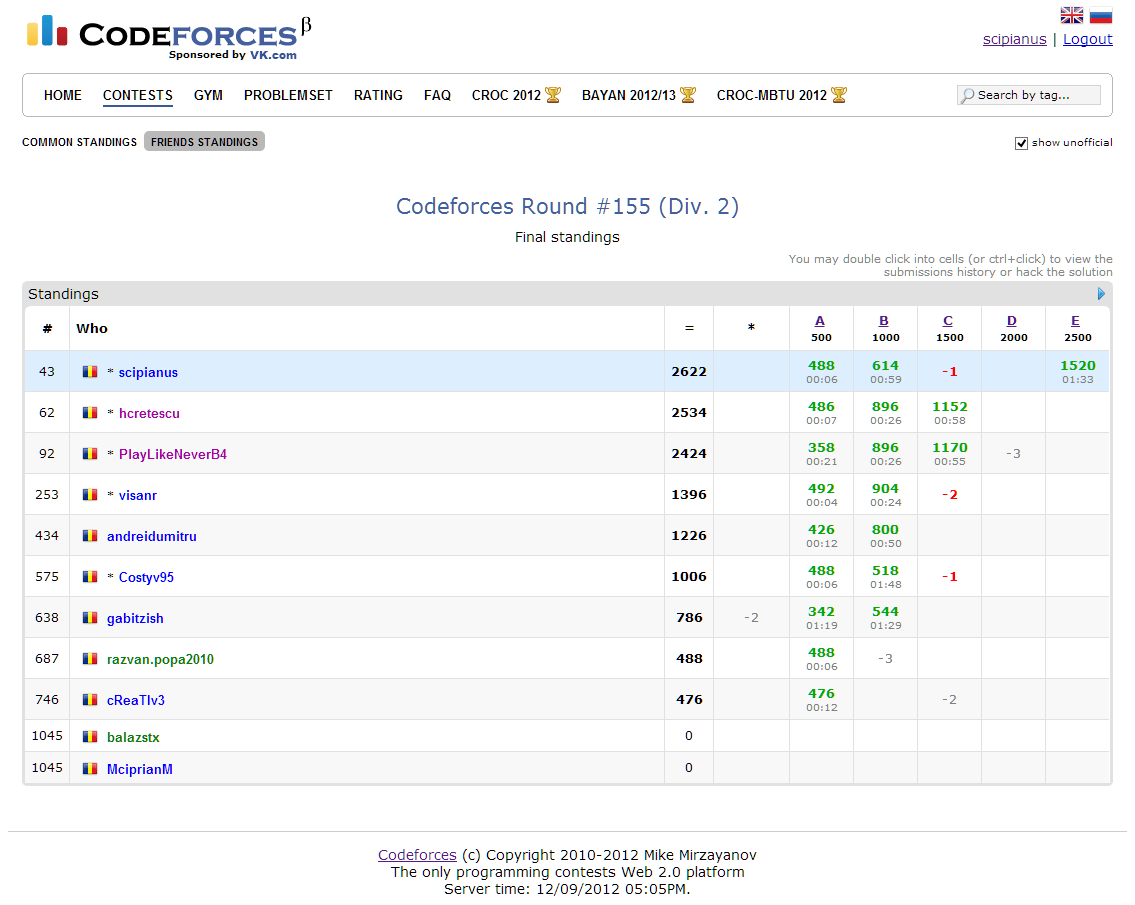 CODEFORCES β
Sponsored by VK.com
scipianus | Logout
HOME CONTESTS GYM PROBLEMSET RATING FAQ CROC 2012 BAYAN 2012/13 CROC-MBTU 2012 Search by tag...
COMMON STANDINGS FRIENDS STANDINGS show unofficial
Codeforces Round #155 (Div. 2)
Final standings
You may double click into cells (or ctrl+click) to view the
submissions history or hack the solution
Standings
# Who = * A B C D E
500 1000 1500 2000 2500
43 * scipianus 2622 488 614 -1 1520
00:06 00:59 01:33
62 * hcretescu 2534 486 896 1152
00:07 00:26 00:58
92 * PlayLikeNeverB4 2424 358 896 1170 -3
00:21 00:26 00:55
253 * visanr 1396 492 904 -2
00:04 00:24
434 andreidumitru 1226 426 800
00:12 00:50
575 * Costyv95 1006 488 518 -1
00:06 01:48
638 gabitzish 786 -2 342 544
01:19 01:29
687 razvan.popa2010 488 488 -3
00:06
746 cReaTIv3 476 476 -2
00:12
1045 balazstx 0
1045 MciprianM 0
Codeforces (c) Copyright 2010-2012 Mike Mirzayanov
The only programming contests Web 2.0 platform
Server time: 12/09/2012 05:05PM.